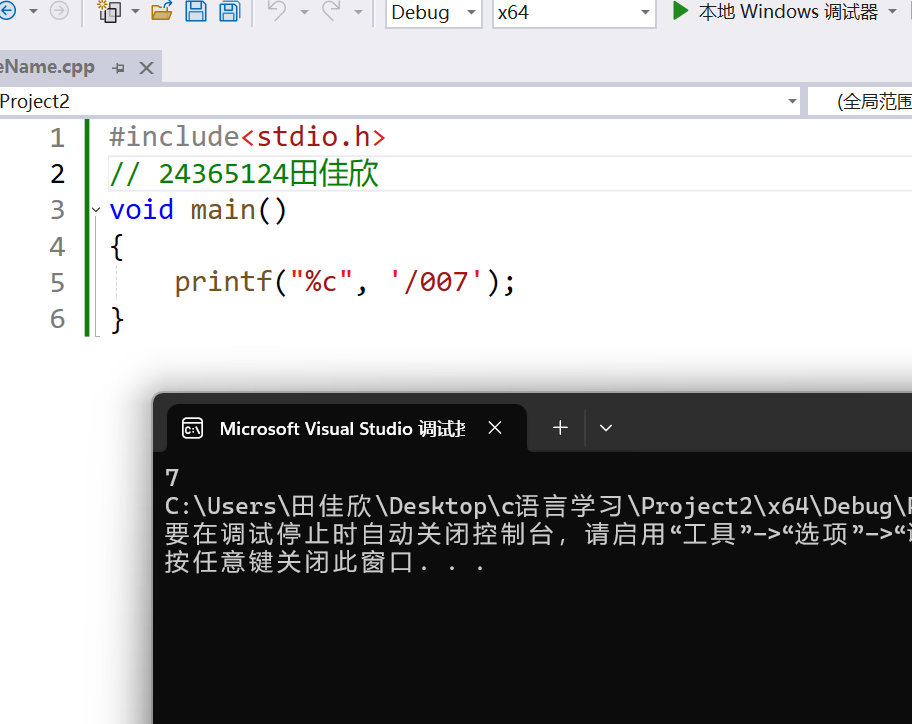 Debug x64 本地 Windows 调试器
eName.cpp
Project2 (全局范围
1 #include<stdio.h>
2 // 24365124田佳欣
3 void main()
4 {
5 printf("%c", '/007');
6 }
Microsoft Visual Studio 调试
7
C:\Users\田佳欣\Desktop\c语言学习\Project2\x64\Debug\
要在调试停止时自动关闭控制台，请启用“工具”->“选项”->“
按任意键关闭此窗口. . .